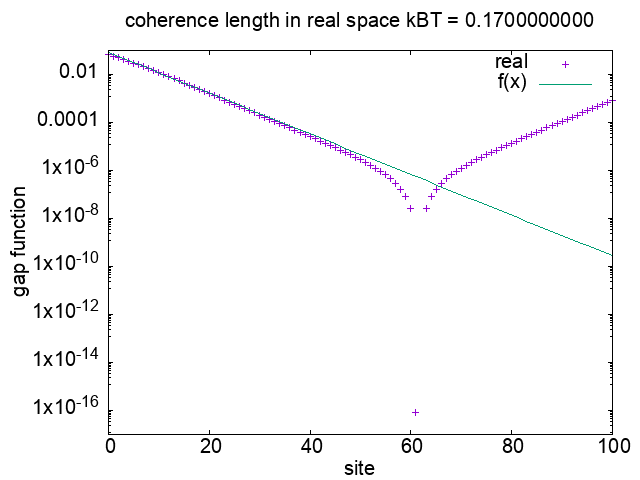 coherence length in real space kBT = 0.1700000000
real
f(x)
0.01
0.0001
1x10-6
1x10-8
1x10-10
1x10-12
1x10-14
1x10-16
gap function
0 20 40 60 80 100
site